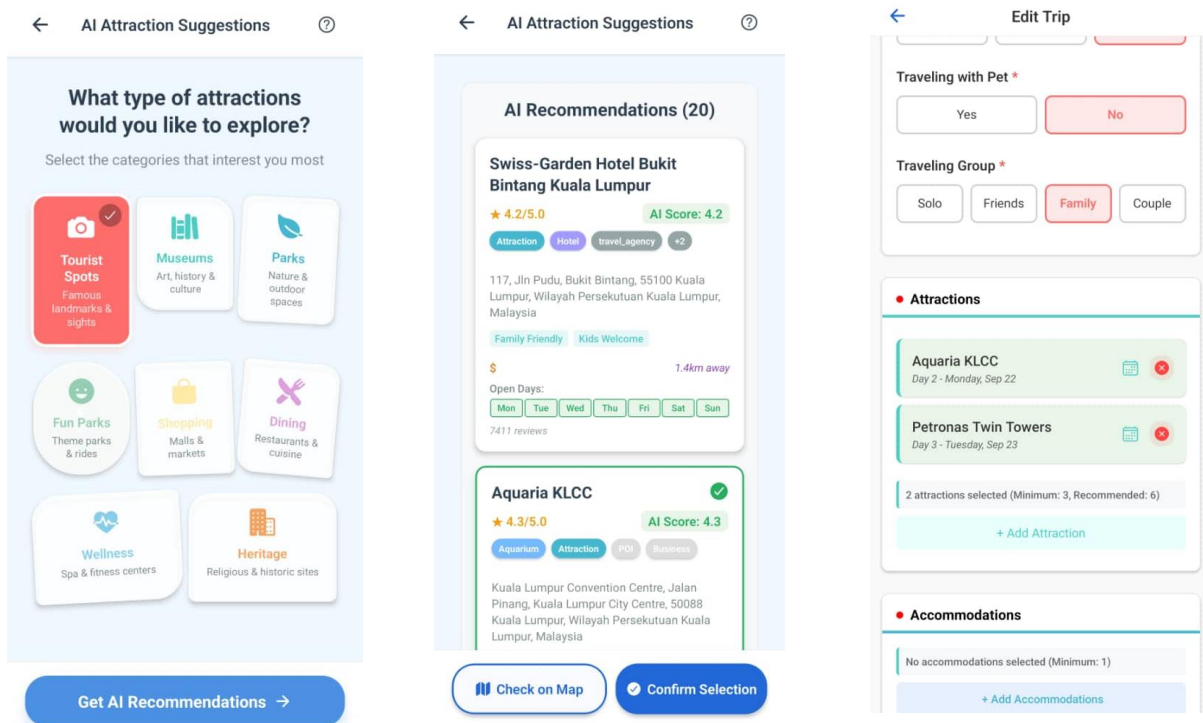 AI Attraction Suggestions
What type of attractions
would you like to explore?
Select the categories that interest you most
Tourist
Spots
Famous
landmarks &
sights
Museums
Art, history &
culture
Parks
Nature &
outdoor
spaces
Fun Parks
Theme parks
& rides
Shopping
Malls &
markets
Dining
Restaurants &
cuisine
Wellness
Spa & fitness centers
Heritage
Religious & historic sites
Get AI Recommendations →
AI Attraction Suggestions
AI Recommendations (20)
Swiss-Garden Hotel Bukit
Bintang Kuala Lumpur
★ 4.2/5.0 AI Score: 4.2
Attraction Hotel travel_agency +2
117, Jln Pudu, Bukit Bintang, 55100 Kuala
Lumpur, Wilayah Persekutuan Kuala Lumpur,
Malaysia
Family Friendly Kids Welcome
$ 1.4km away
Open Days:
Mon Tue Wed Thu Fri Sat Sun
7411 reviews
Aquaria KLCC
★ 4.3/5.0 AI Score: 4.3
Aquarium Attraction POI Business
Kuala Lumpur Convention Centre, Jalan
Pinang, Kuala Lumpur City Centre, 50088
Kuala Lumpur, Wilayah Persekutuan Kuala
Lumpur, Malaysia
Check on Map Confirm Selection
Edit Trip
Traveling with Pet *
Yes No
Traveling Group *
Solo Friends Family Couple
Attractions
Aquaria KLCC
Day 2 - Monday, Sep 22
Petronas Twin Towers
Day 3 - Tuesday, Sep 23
2 attractions selected (Minimum: 3, Recommended: 6)
+ Add Attraction
Accommodations
No accommodations selected (Minimum: 1)
+ Add Accommodations